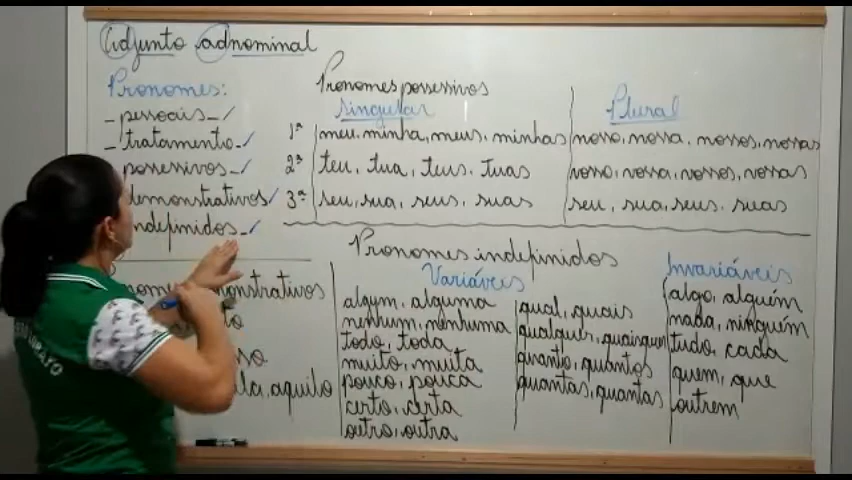 Adjunto adnominal
Pronomes:
- pessoais -
- tratamento -
possessivos -
demonstrativos
indefinidos -
Pronomes possessivos
Singular
Plural
1ª meu, minha, meus, minhas nosso, nossa, nossos, nossas
2ª teu, tua, teus, tuas vosso, vossa, vossos, vossas
3ª seu, sua, seus, suas seu, sua, seus, suas
aquilo
Pronomes indefinidos
Variáveis
algum, alguma
nenhum, nenhuma
todo, toda
muito, muita
pouco, pouca
certo, certa
outro, outra
qual, quais
qualquer,
quanto, quantos
quantas, quantas
Invariáveis
algo, alguém
nada, ninguém
tudo, cada
quem, que
outrem